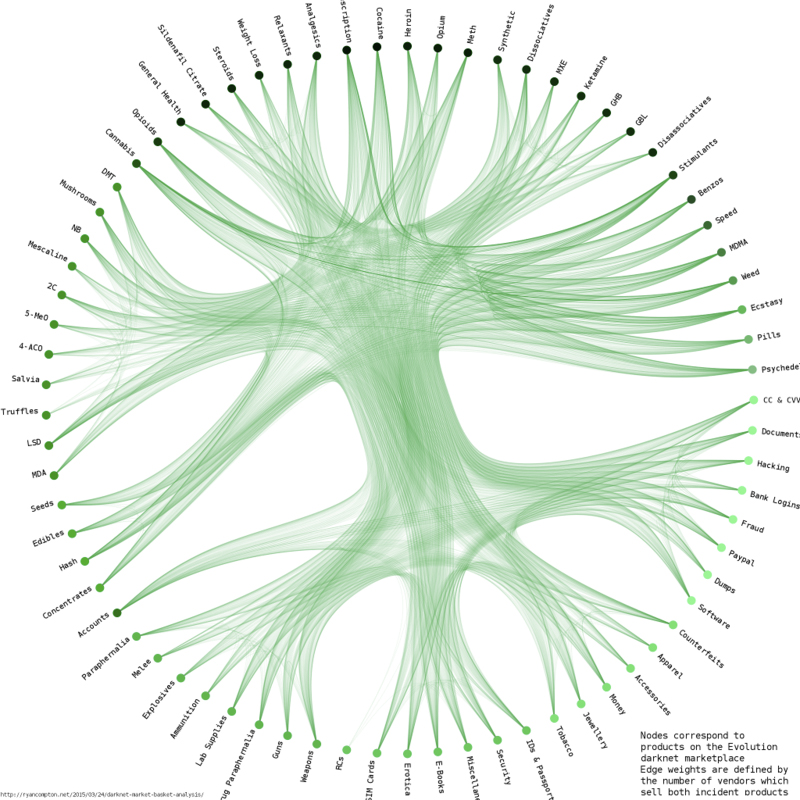 scription
Cocaine
Heroin
Opium
Meth
Synthetic
Dissociatives
MXE
Ketamine
GHB
GBL
Disassociatives
Stimulants
Benzos
Speed
MDMA
Weed
Ecstasy
Pills
Psychedel
CC & CVV
Documents
Hacking
Bank Logins
Fraud
Paypal
Dumps
Software
Counterfeits
Apparel
Accessories
Money
Jewellery
Tobacco
IDs & Passport
Security
Miscellane
E-Books
Erotica
SIM Cards
RCs
Weapons
Guns
ug Paraphernalia
Lab Supplies
Ammunition
Explosives
Melee
Paraphernalia
Accounts
Concentrates
Hash
Edibles
Seeds
MDA
LSD
Truffles
Salvia
4-ACO
5-MeO
2C
Mescaline
NB
Mushrooms
DMT
Cannabis
Opioids
General Health
Sildenafil Citrate
Steroids
Weight Loss
Relaxants
Analgesics
Nodes correspond to
products on the Evolution
darknet marketplace
Edge weights are defined by
the number of vendors which
sell both incident products
http://ryancompton.net/2015/03/24/darknet-market-basket-analysis/